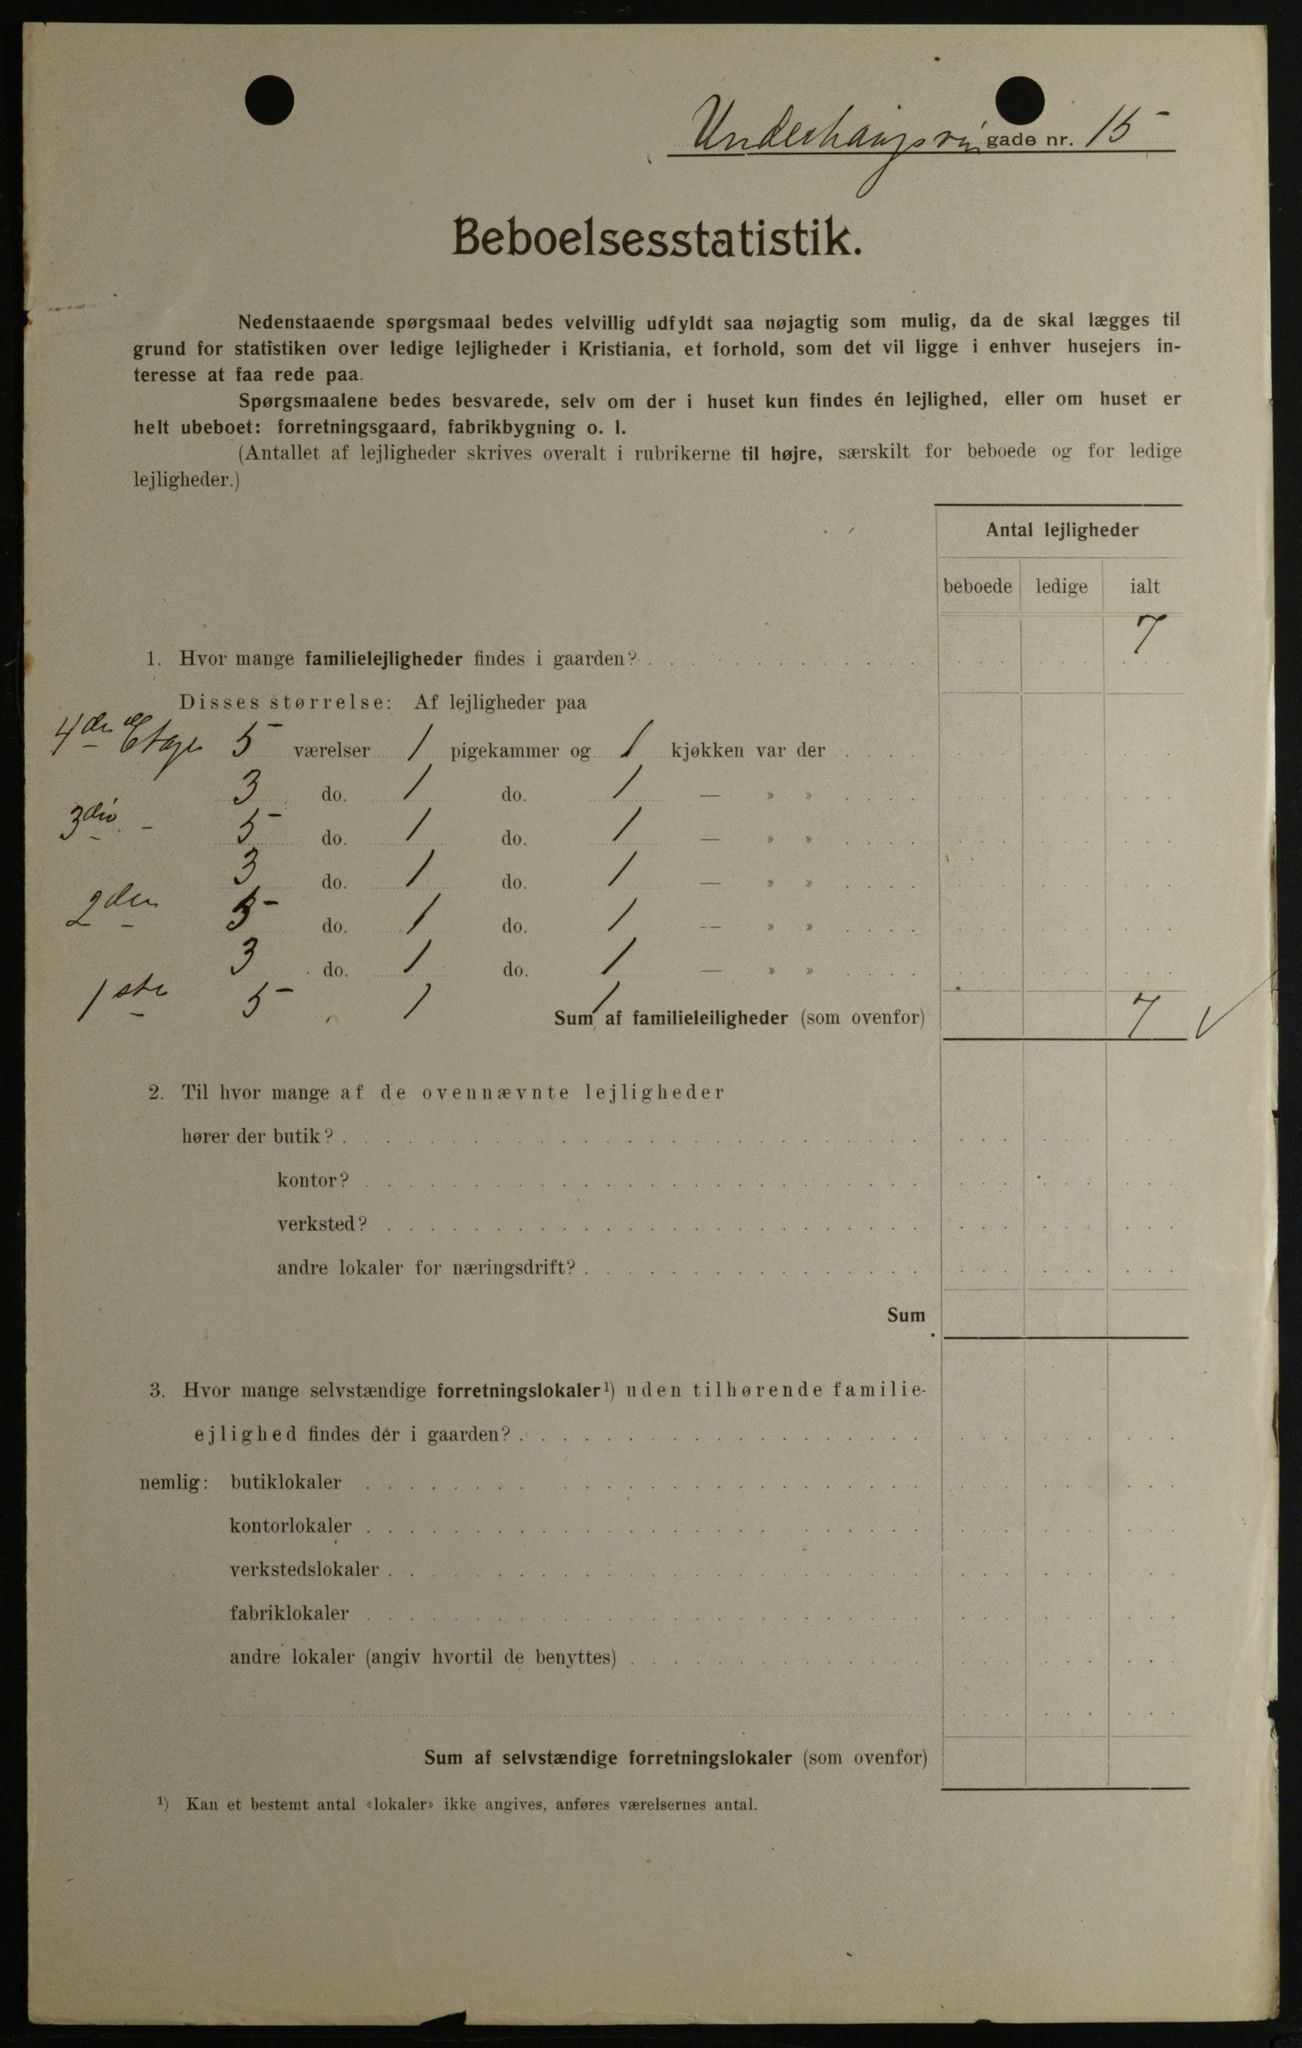 Underhaugsvn gade nr. 15
Beboelsesstatistik.
Nedenstaaende spørgsmaal bedes velvillig udfyldt saa nøjagtig som mulig, da de skal lægges til
grund for statistiken over ledige lejligheder i Kristiania, et forhold, som det vil ligge i enhver husejers in-
teresse at faa rede paa.
Spørgsmaalene bedes besvarede, selv om der i huset kun findes én lejlighed, eller om huset er
helt ubeboet: forretningsgaard, fabrikbygning o. l.
(Antallet af lejligheder skrives overalt i rubrikerne til højre, særskilt for beboede og for ledige
lejligheder.)
Antal lejligheder
beboede ledige ialt
1. Hvor mange familielejligheder findes i gaarden? 7
Disses størrelse: Af lejligheder paa
4de Etage 5 værelser 1 pigekammer og 1 kjøkken var der
3 do. 1 do. 1 — » »
3die - 5 do. 1 do. 1 — » »
3 do. 1 do. 1 — » »
2den 5 do. 1 do. 1 — » »
3 do. 1 do. 1 — » »
1ste 5 1 1
Sum af familieleiligheder (som ovenfor) 7 √
2. Til hvor mange af de ovennævnte lejligheder
hører der butik?
kontor?
verksted?
andre lokaler for næringsdrift?
Sum
3. Hvor mange selvstændige forretningslokaler¹) uden tilhørende familie-
ejlighed findes der i gaarden?
nemlig: butiklokaler
kontorlokaler
verkstedslokaler
fabriklokaler
andre lokaler (angiv hvortil de benyttes)
Sum af selvstændige forretningslokaler (som ovenfor)
¹) Kan et bestemt antal «lokaler» ikke angives, anføres værelsernes antal.